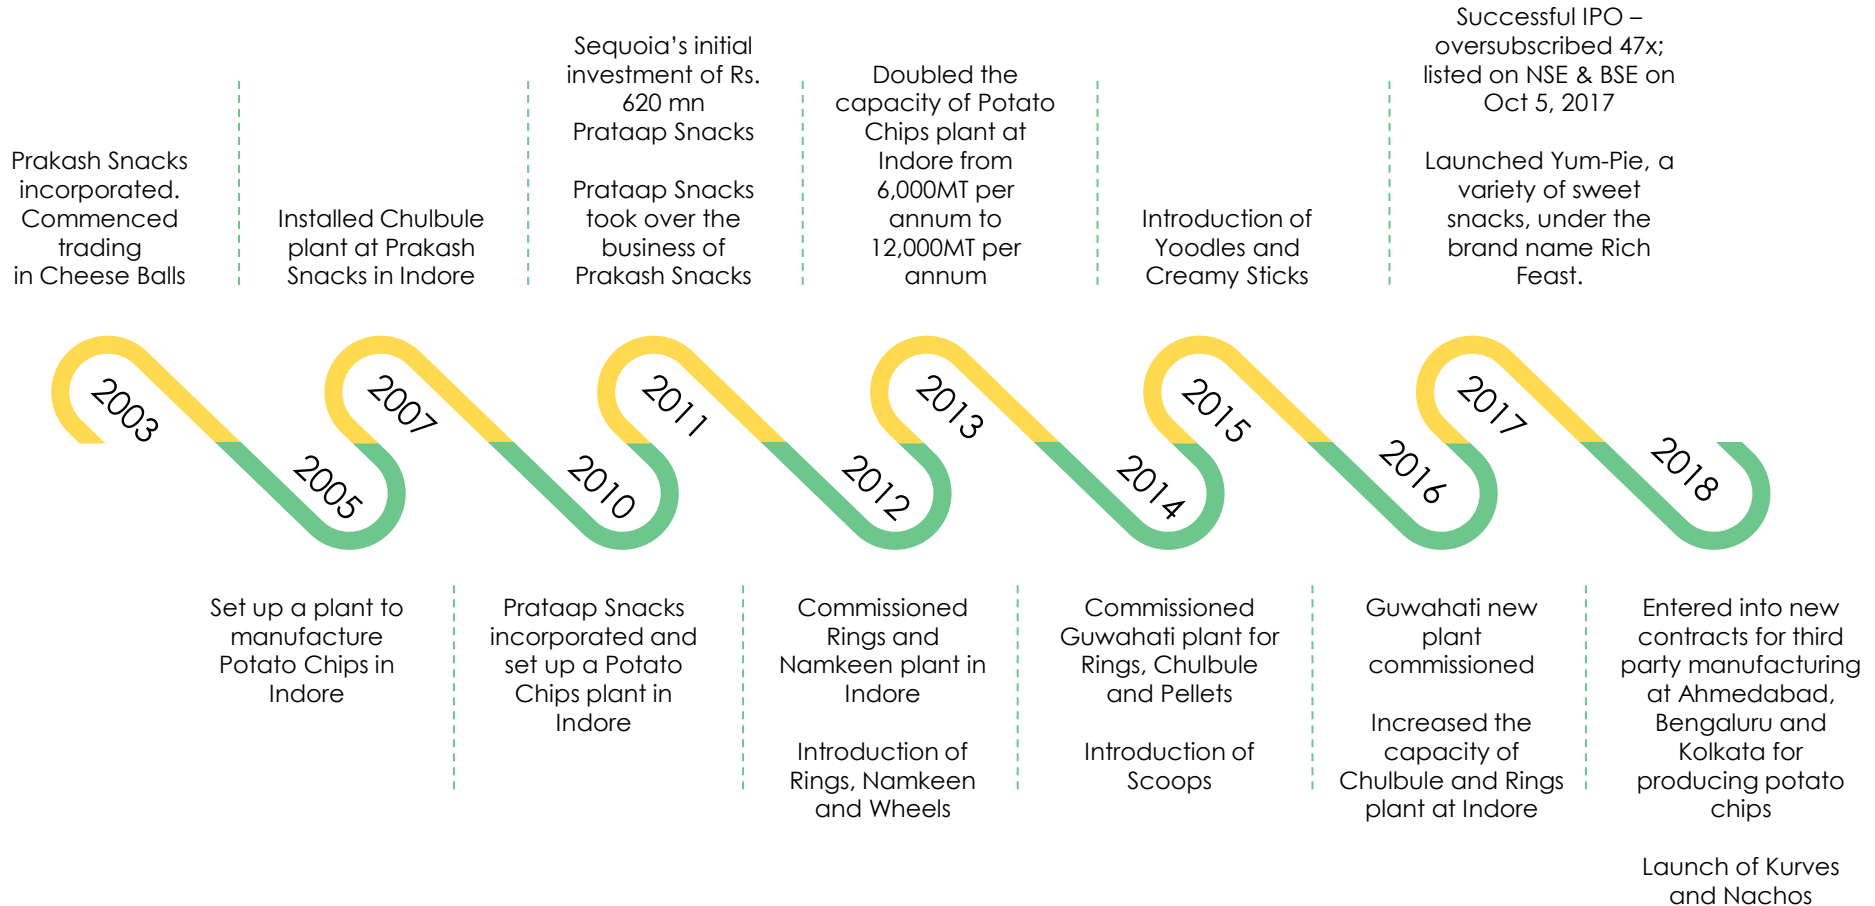 Prakash Snacks
incorporated.
Commenced
trading
in Cheese Balls
Installed Chulbule
plant at Prakash
Snacks in Indore
Sequoia’s initial
investment of Rs.
620 mn
Prataap Snacks
Prataap Snacks
took over the
business of
Prakash Snacks
Doubled the
capacity of Potato
Chips plant at
Indore from
6,000MT per
annum to
12,000MT per
annum
Introduction of
Yoodles and
Creamy Sticks
Successful IPO –
oversubscribed 47x;
listed on NSE & BSE on
Oct 5, 2017
Launched Yum-Pie, a
variety of sweet
snacks, under the
brand name Rich
Feast.
2003
2005
2007
2010
2011
2012
2013
2014
2015
2016
2017
2018
Set up a plant to
manufacture
Potato Chips in
Indore
Prataap Snacks
incorporated and
set up a Potato
Chips plant in
Indore
Commissioned
Rings and
Namkeen plant in
Indore
Introduction of
Rings, Namkeen
and Wheels
Commissioned
Guwahati plant for
Rings, Chulbule
and Pellets
Introduction of
Scoops
Guwahati new
plant
commissioned
Increased the
capacity of
Chulbule and Rings
plant at Indore
Entered into new
contracts for third
party manufacturing
at Ahmedabad,
Bengaluru and
Kolkata for
producing potato
chips
Launch of Kurves
and Nachos